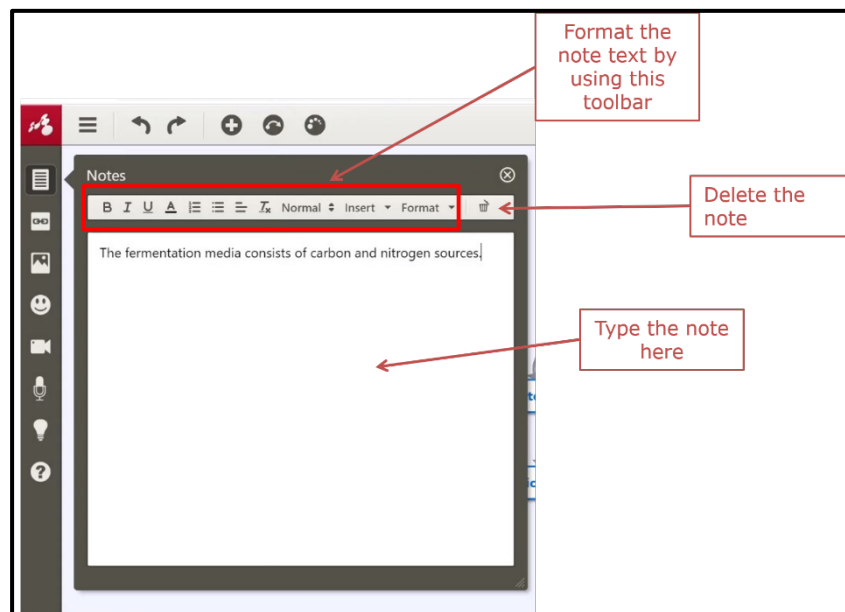 Format the
note text by
using this
toolbar
Notes
B I U A Tx Normal Insert Format
Delete the
note
The fermentation media consists of carbon and nitrogen sources.
Type the note
here